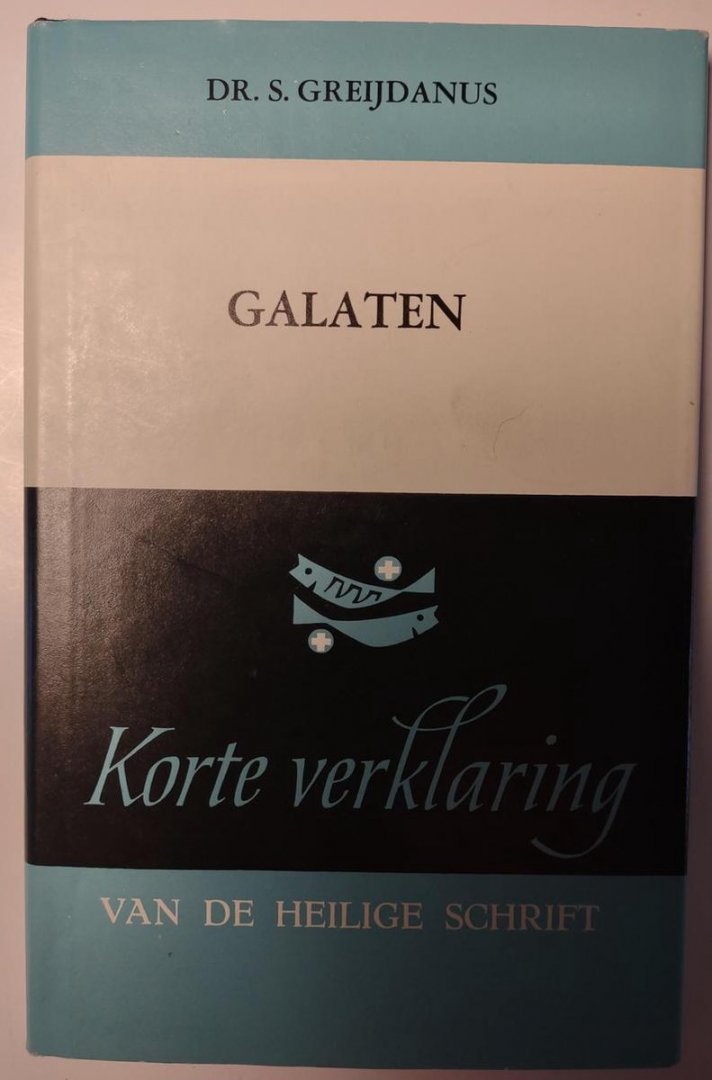 DR. S. GREIJDANUS
GALATEN
Korte verklaring
VAN DE HEILIGE SCHRIFT